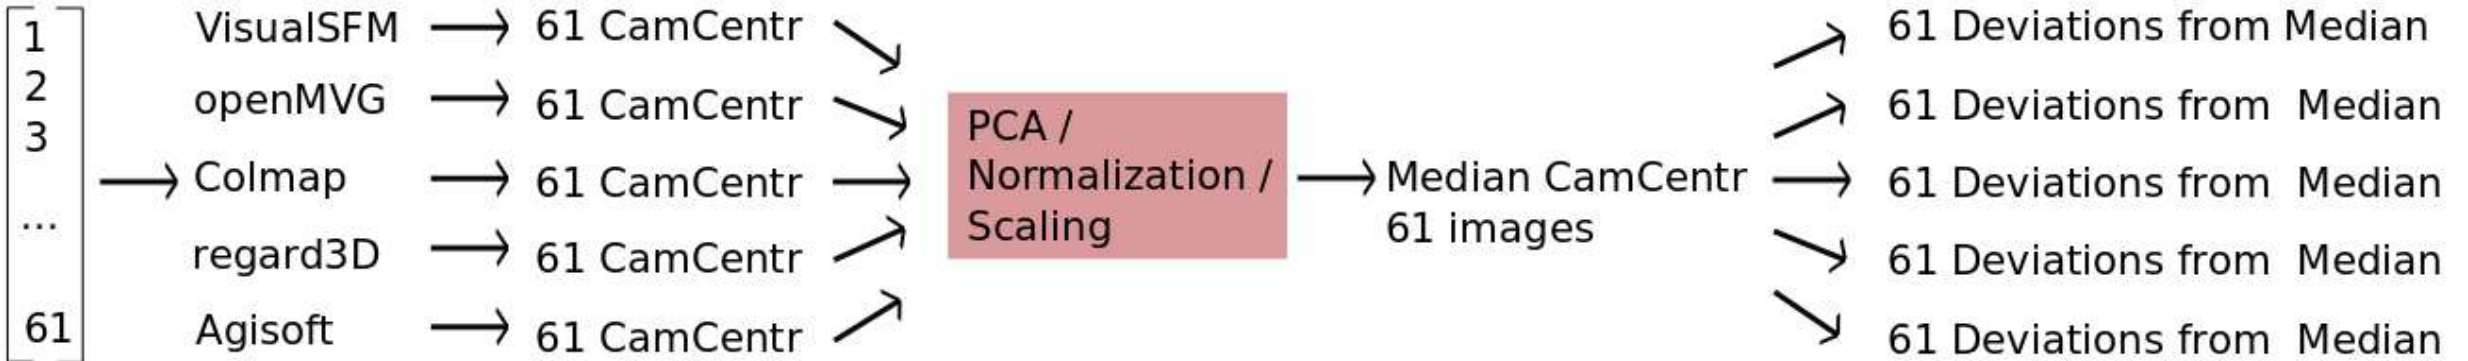 1
2
3
...
61
VisualSFM
openMVG
Colmap
regard3D
Agisoft
61 CamCentr
61 CamCentr
61 CamCentr
61 CamCentr
61 CamCentr
PCA /
Normalization /
Scaling
Median CamCentr
61 images
61 Deviations from Median
61 Deviations from Median
61 Deviations from Median
61 Deviations from Median
61 Deviations from Median